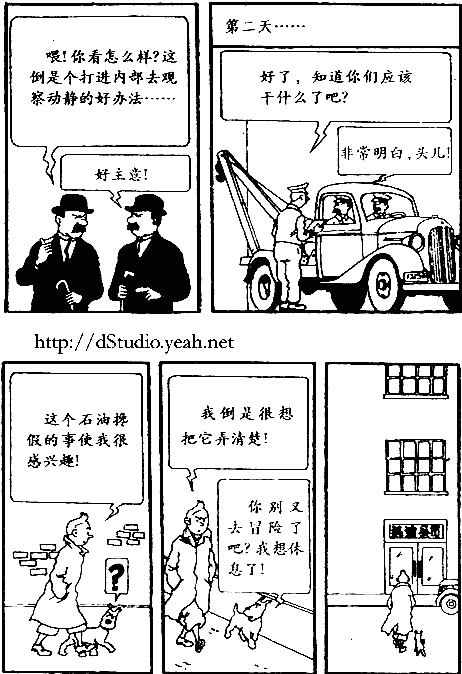 喂!你看怎么样?这
倒是个打进内部去观
察动静的好办法……
好主意!
第二天……
好了，知道你们应该
干什么了吧?
非常明白,头儿!
http://dStudio.yeah.net
这个石油搀
假的事使我很
感兴趣!
?
我倒是很想
把它弄清楚!
你别又
去冒险了
吧?我想休
息了!